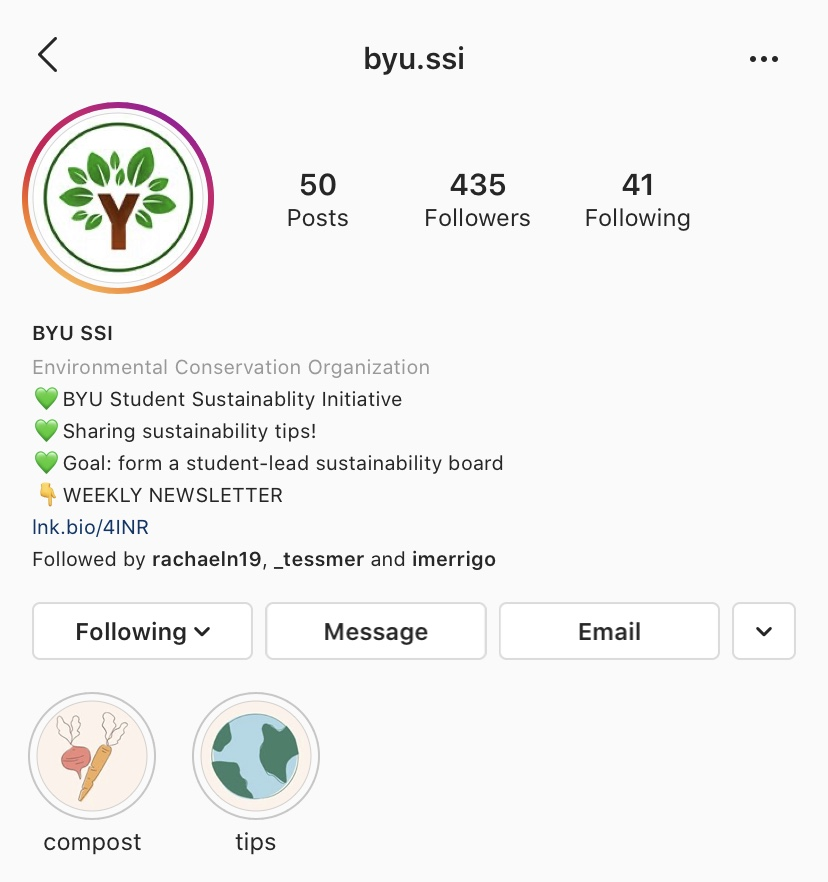 byu.ssi
Y
50 435 41
Posts Followers Following
BYU SSI
Environmental Conservation Organization
💚BYU Student Sustainablity Initiative
💚Sharing sustainability tips!
💚Goal: form a student-lead sustainability board
👇WEEKLY NEWSLETTER
lnk.bio/4INR
Followed by rachaeln19, _tessmer and imerrigo
Following Message Email
compost tips